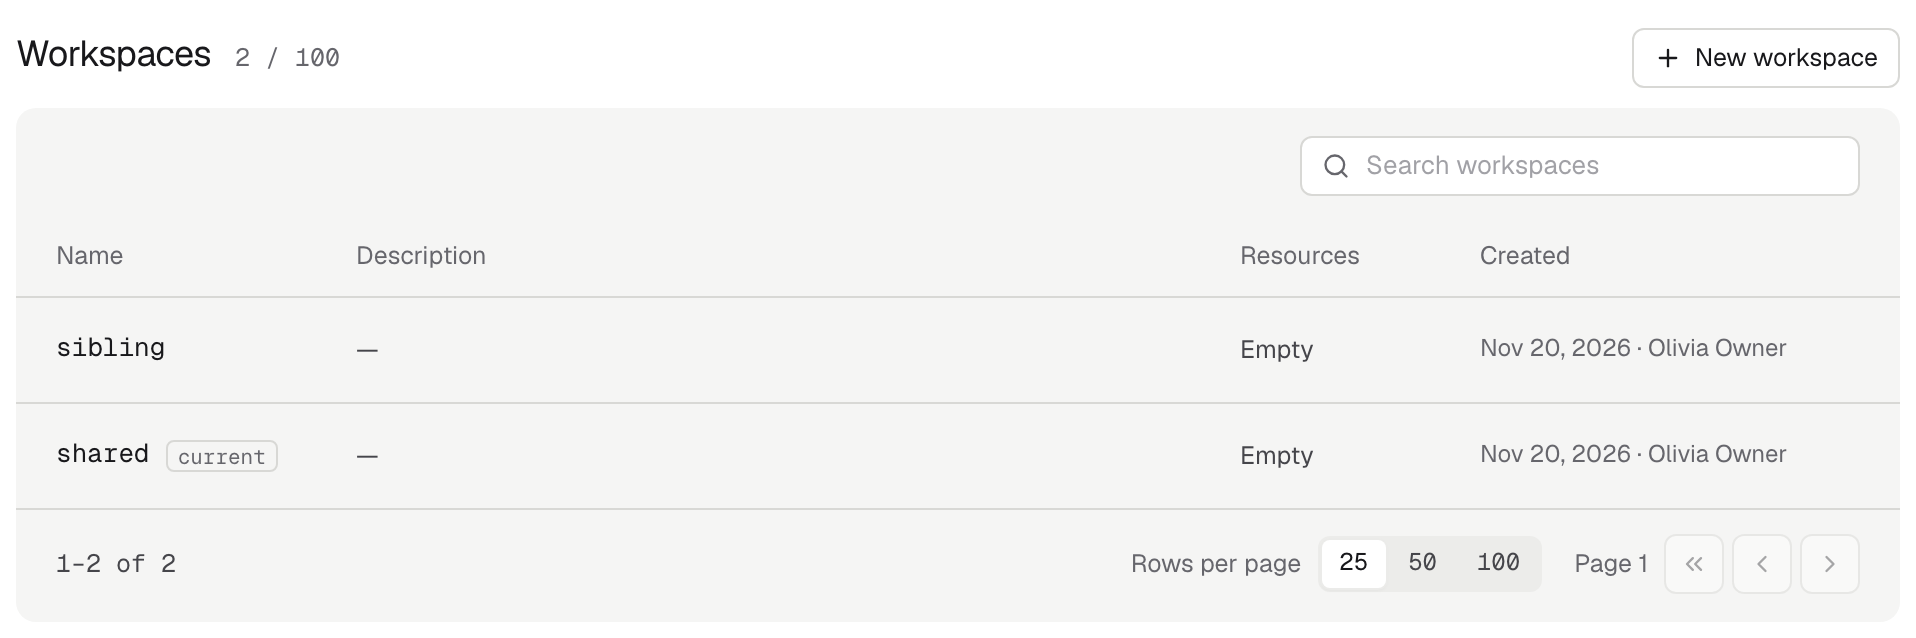 Workspaces 2 / 100
New workspace
Search workspaces
Name Description Resources Created
sibling — Empty Nov 20, 2026 · Olivia Owner
shared current — Empty Nov 20, 2026 · Olivia Owner
1–2 of 2 Rows per page 25 50 100 Page 1